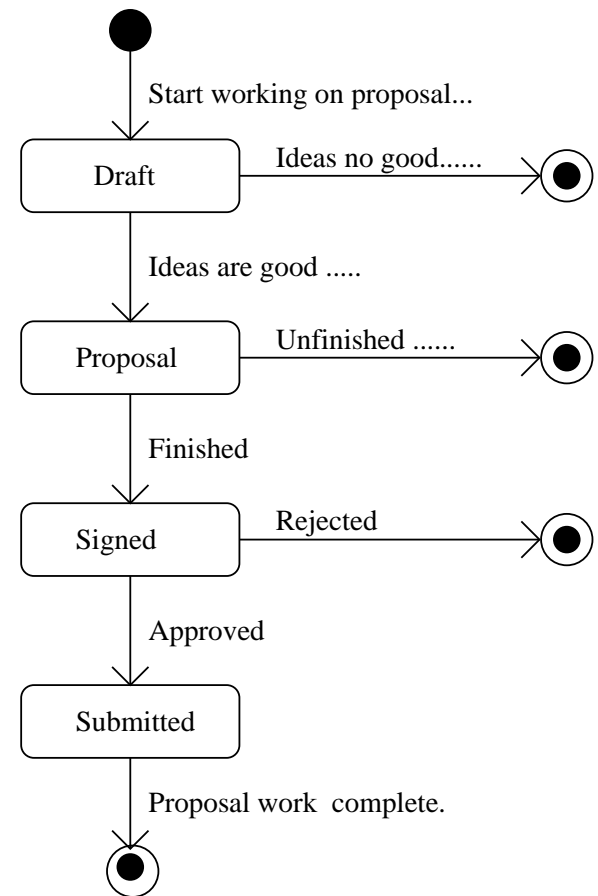 Start working on proposal...
Ideas no good......
Draft
Ideas are good .....
Unfinished ......
Proposal
Finished
Rejected
Signed
Approved
Submitted
Proposal work  complete.